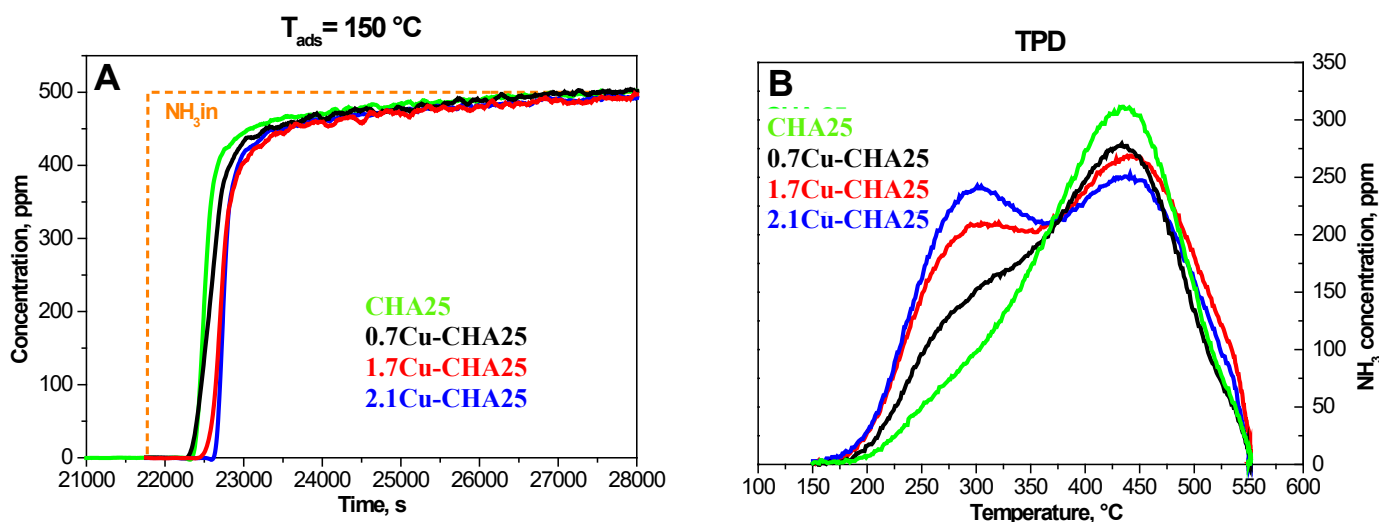 T_ads = 150 °C
A
NH₃in
CHA25
0.7Cu-CHA25
1.7Cu-CHA25
2.1Cu-CHA25
Concentration, ppm
500
400
300
200
100
0
21000 22000 23000 24000 25000 26000 27000 28000
Time, s
TPD
B
CHA25
0.7Cu-CHA25
1.7Cu-CHA25
2.1Cu-CHA25
350
300
250
200
150
100
50
0
NH₃ concentration, ppm
100 150 200 250 300 350 400 450 500 550 600
Temperature, °C